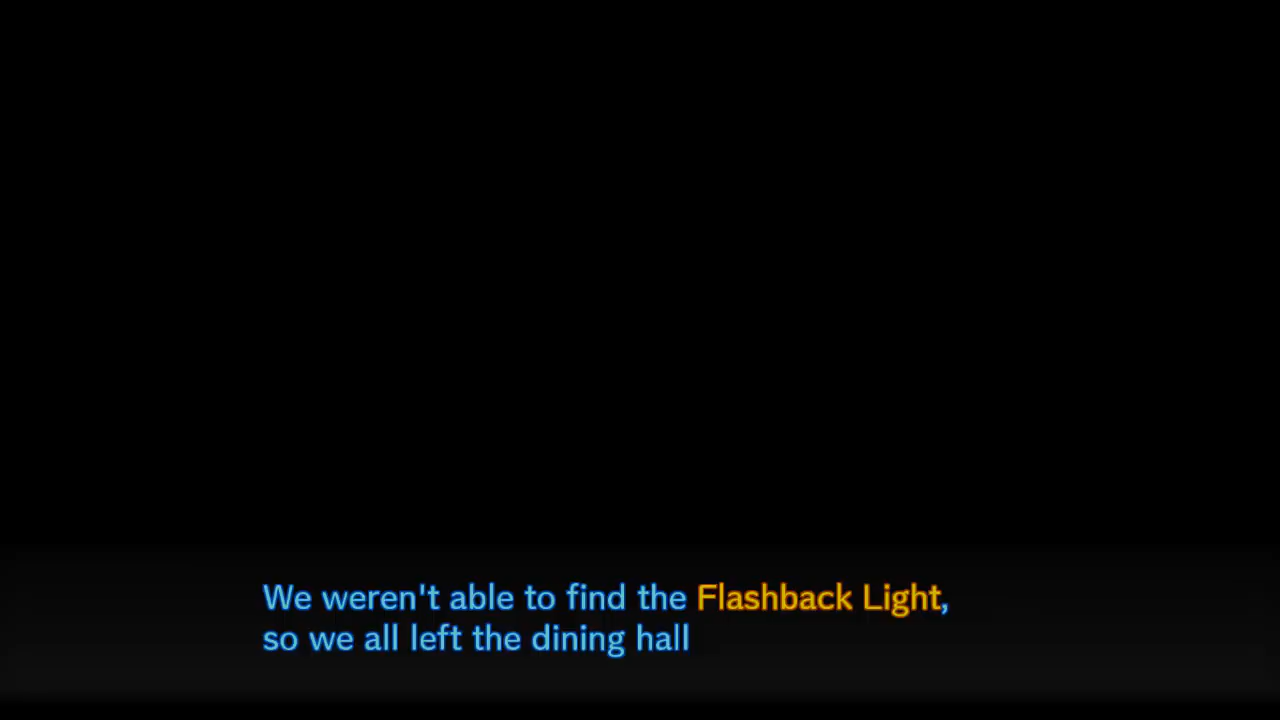 We weren't able to find the Flashback Light,
so we all left the dining hall